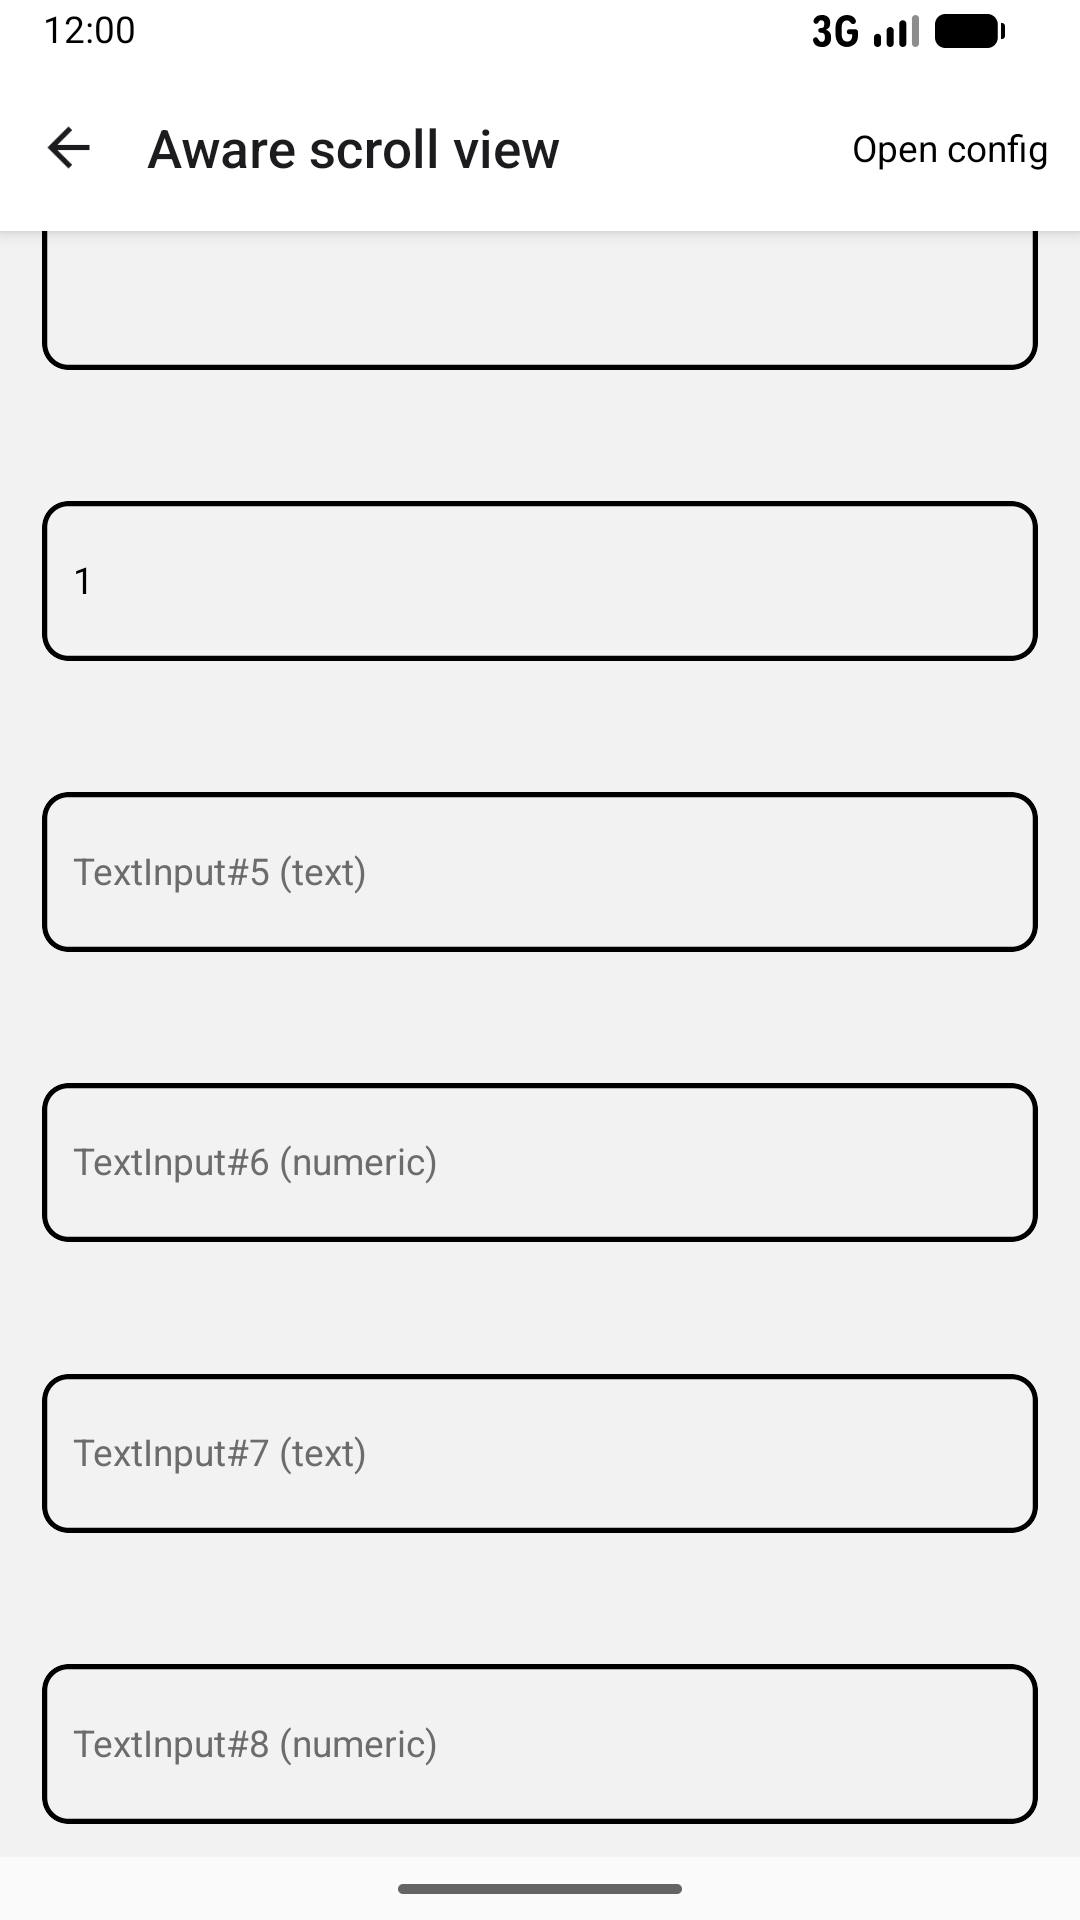 12:00
3G
Aware scroll view
Open config
1
TextInput#5 (text)
TextInput#6 (numeric)
TextInput#7 (text)
TextInput#8 (numeric)